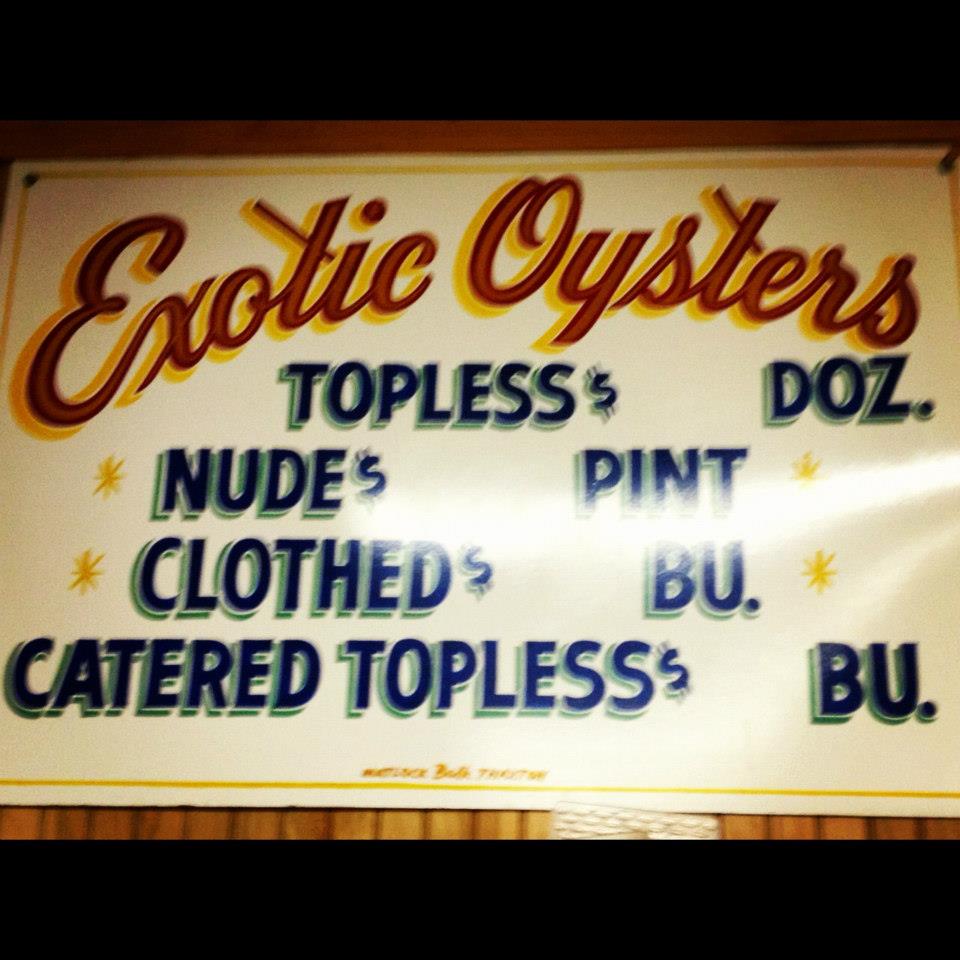 Exotic Oysters
TOPLESS $ DOZ.
NUDE $ PINT
CLOTHED $ BU.
CATERED TOPLESS $ BU.